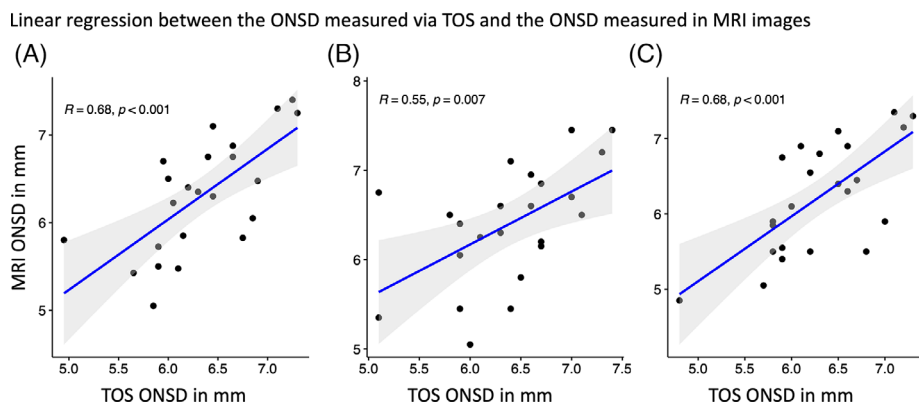 Linear regression between the ONSD measured via TOS and the ONSD measured in MRI images
(A)
R = 0.68, p < 0.001
MRI ONSD in mm
7
6
5
5.0 5.5 6.0 6.5 7.0
TOS ONSD in mm
(B)
R = 0.55, p = 0.007
8
7
6
5
5.0 5.5 6.0 6.5 7.0 7.5
TOS ONSD in mm
(C)
R = 0.68, p < 0.001
7
6
5
5.0 5.5 6.0 6.5 7.0
TOS ONSD in mm